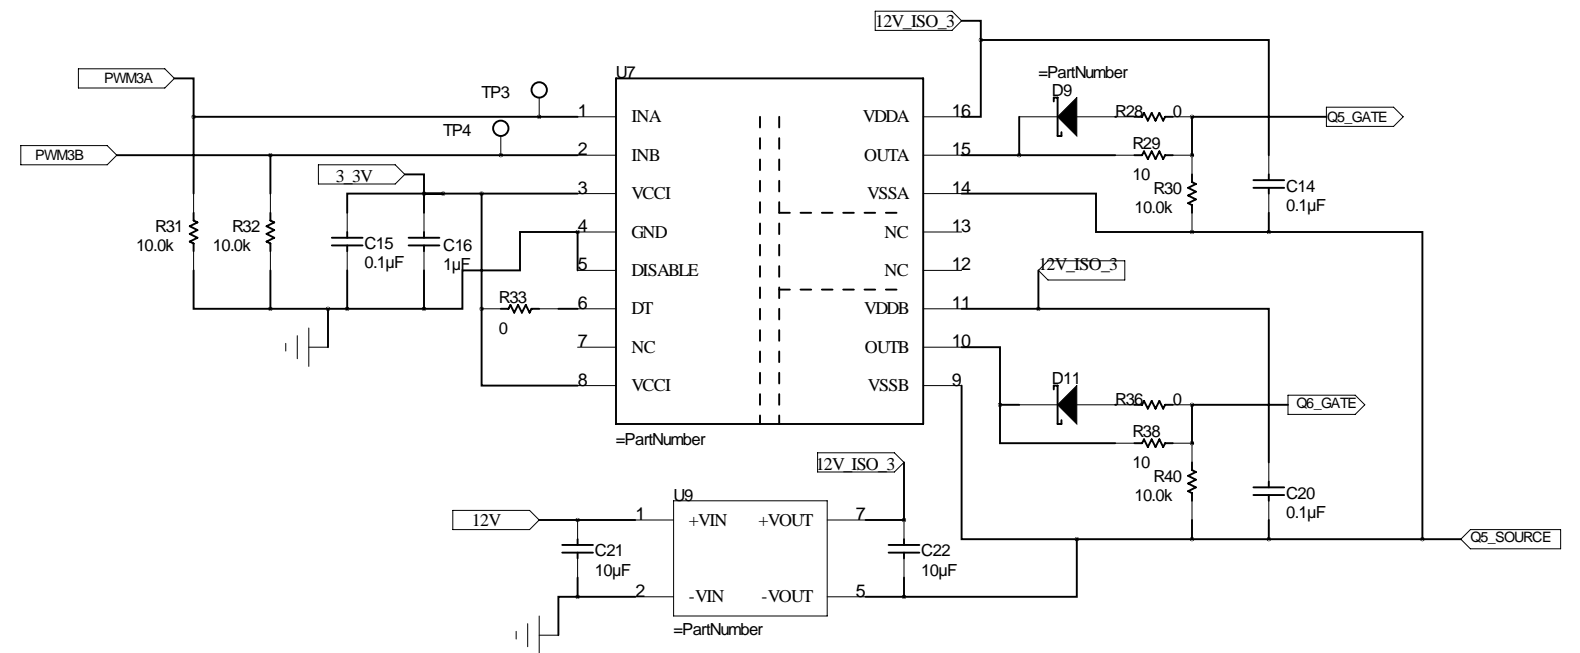 12V_ISO_3
PWM3A
TP3
U7
=PartNumber
D9
R28 0
Q5_GATE
1 INA
VDDA 16
TP4
PWM3B
2 INB
OUTA 15
R29
10
3_3V
3 VCCI
VSSA 14
R30
10.0k
C14
0.1µF
R31
10.0k
R32
10.0k
C15
0.1µF
C16
1µF
4 GND
NC 13
5 DISABLE
NC 12
12V_ISO_3
R33
0
6 DT
VDDB 11
7 NC
OUTB 10
8 VCCI
VSSB 9
D11
R36 0
Q6_GATE
R38
10
=PartNumber
R40
10.0k
C20
0.1µF
12V_ISO_3
U9
12V
1 +VIN +VOUT 7
C21
10µF
C22
10µF
Q5_SOURCE
2 -VIN -VOUT 5
=PartNumber